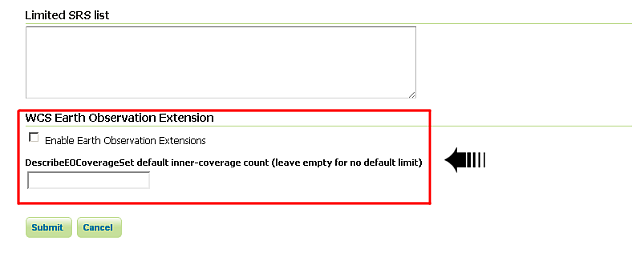 Limited SRS list
WCS Earth Observation Extension
Enable Earth Observation Extensions
DescribeEOCoverageSet default inner-coverage count (leave empty for no default limit)
Submit Cancel